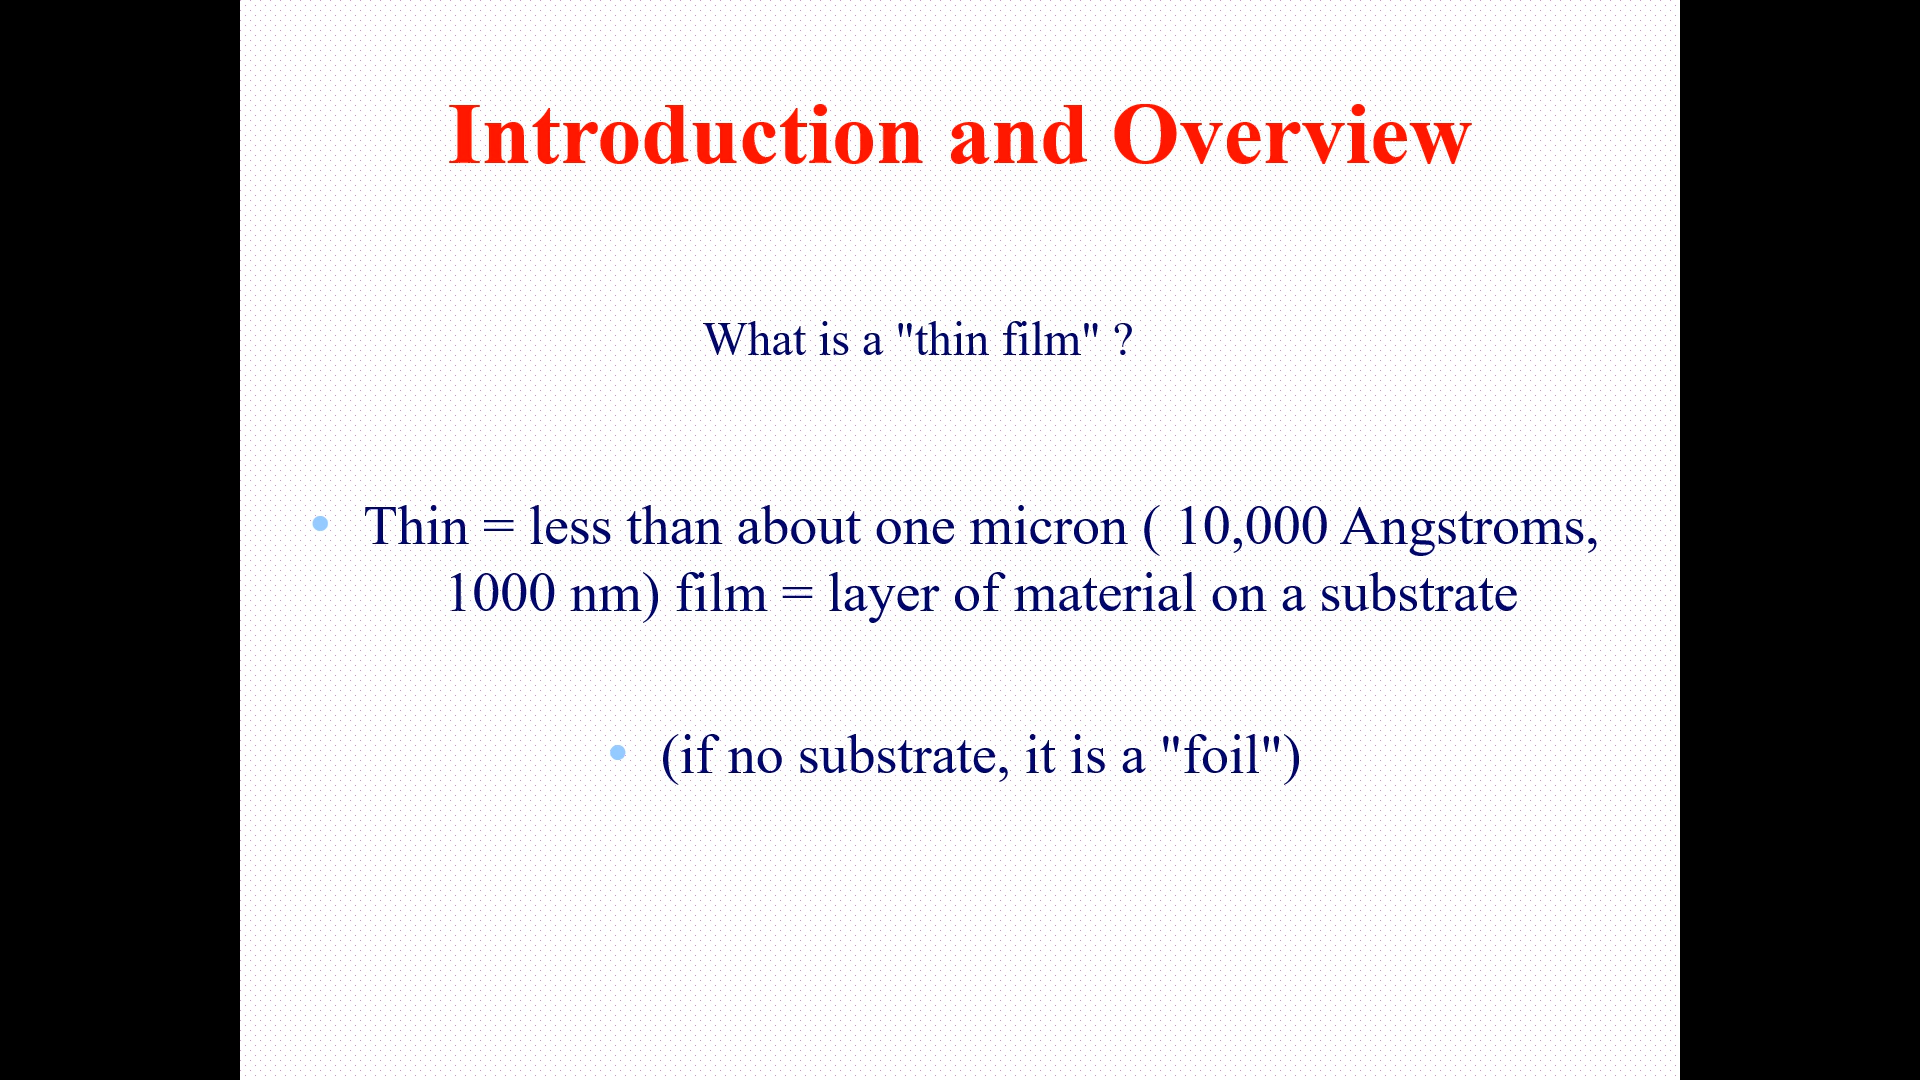 Introduction and Overview
What is a "thin film" ?
• Thin = less than about one micron ( 10,000 Angstroms,
1000 nm) film = layer of material on a substrate
• (if no substrate, it is a "foil")